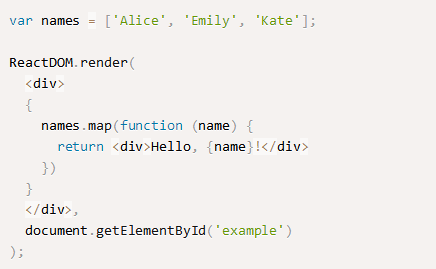 var names = ['Alice', 'Emily', 'Kate'];

ReactDOM.render(
  <div>
  {
    names.map(function (name) {
      return <div>Hello, {name}!</div>
    })
  }
  </div>,
  document.getElementById('example')
);